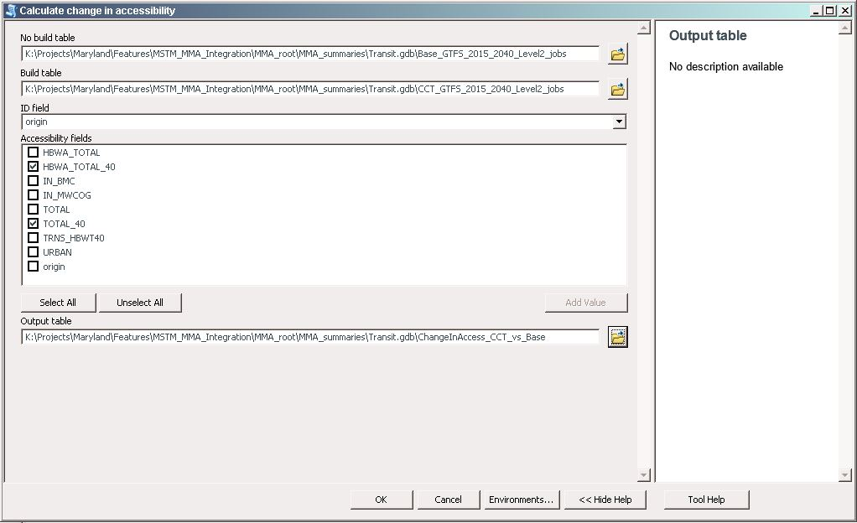 Calculate change in accessibility
No build table
K:\Projects\Maryland\Features\MSTM_MMA_Integration\MMA_root\MMA_summaries\Transit.gdb\Base_GTFS_2015_2040_Level2_jobs
Build table
K:\Projects\Maryland\Features\MSTM_MMA_Integration\MMA_root\MMA_summaries\Transit.gdb\CCT_GTFS_2015_2040_Level2_jobs
ID field
origin
Accessibility fields
HBWA_TOTAL
HBWA_TOTAL_40
IN_BMC
IN_MWCOG
TOTAL
TOTAL_40
TRNS_HBWT40
URBAN
origin
Select All Unselect All Add Value
Output table
K:\Projects\Maryland\Features\MSTM_MMA_Integration\MMA_root\MMA_summaries\Transit.gdb\ChangeInAccess_CCT_vs_Base
OK Cancel Environments... << Hide Help Tool Help
Output table
No description available